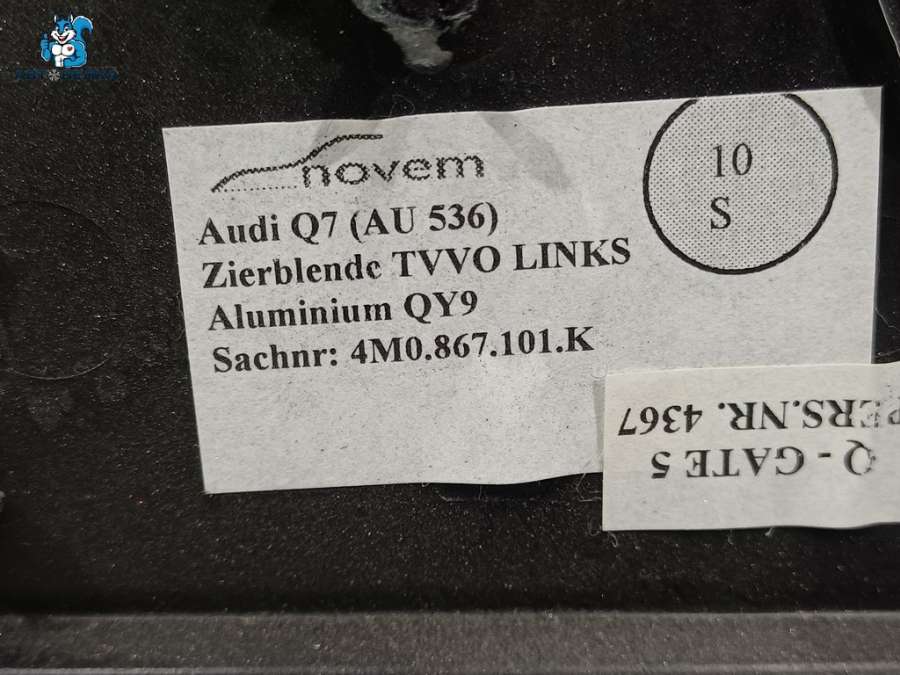 novem
Audi Q7 (AU 536)
Zierblende TVVO LINKS
Aluminium QY9
Sachnr: 4M0.867.101.K
10
S
PERS.NR. 4367
Q - GATE 5